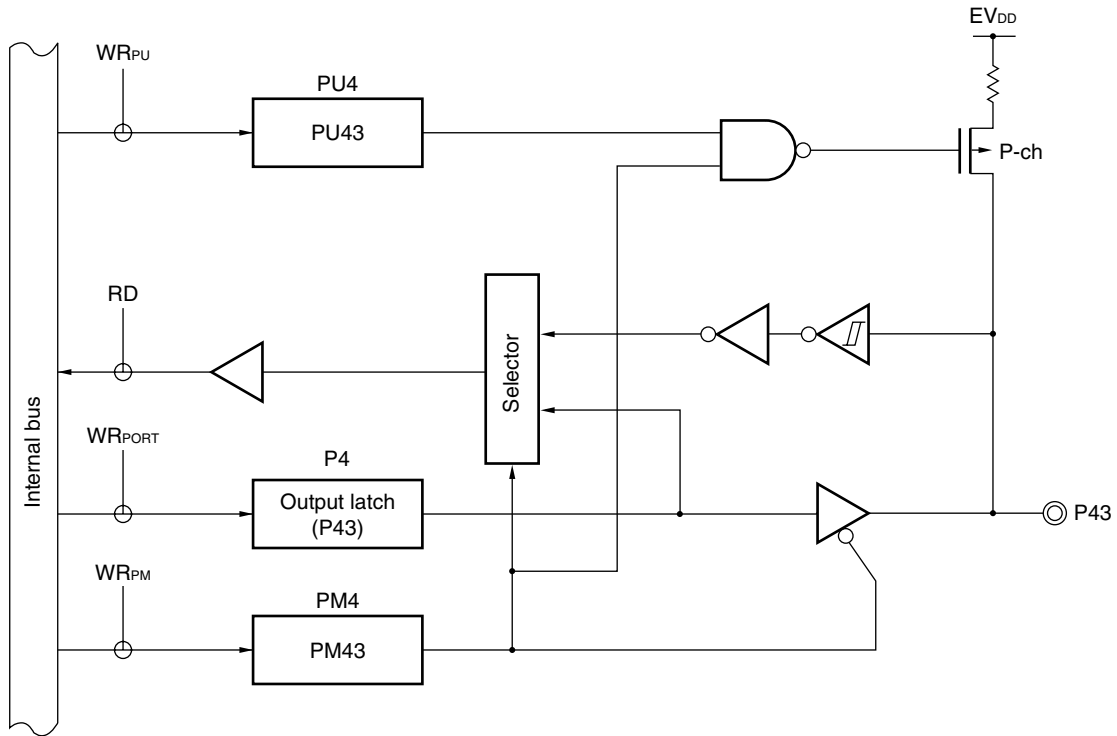 EVDD
WRPU
PU4
PU43
P-ch
RD
Selector
Internal bus
WRPORT
P4
Output latch
(P43)
P43
WRPM
PM4
PM43